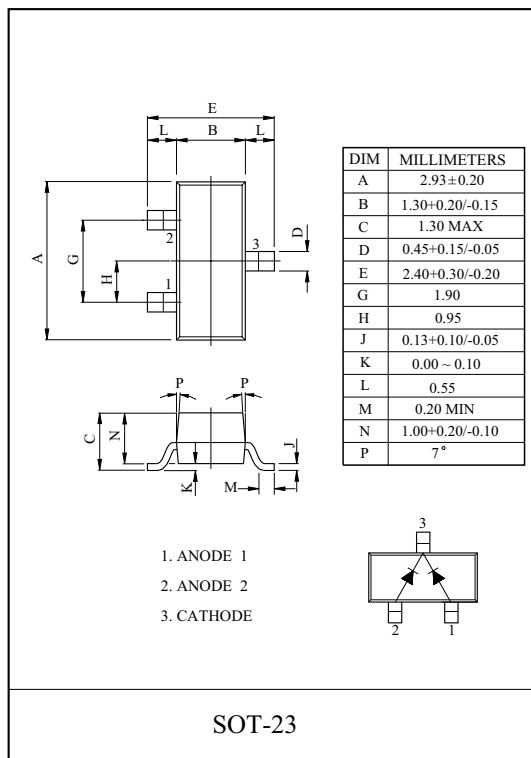 E
L
B
L
A
G
H
2
1
3
D
DIM MILLIMETERS
A 2.93±0.20
B 1.30+0.20/-0.15
C 1.30 MAX
D 0.45+0.15/-0.05
E 2.40+0.30/-0.20
G 1.90
H 0.95
J 0.13+0.10/-0.05
K 0.00 ~ 0.10
L 0.55
M 0.20 MIN
N 1.00+0.20/-0.10
P 7°
P
P
C
N
K
M
J
1. ANODE 1
2. ANODE 2
3. CATHODE
3
2
1
SOT-23